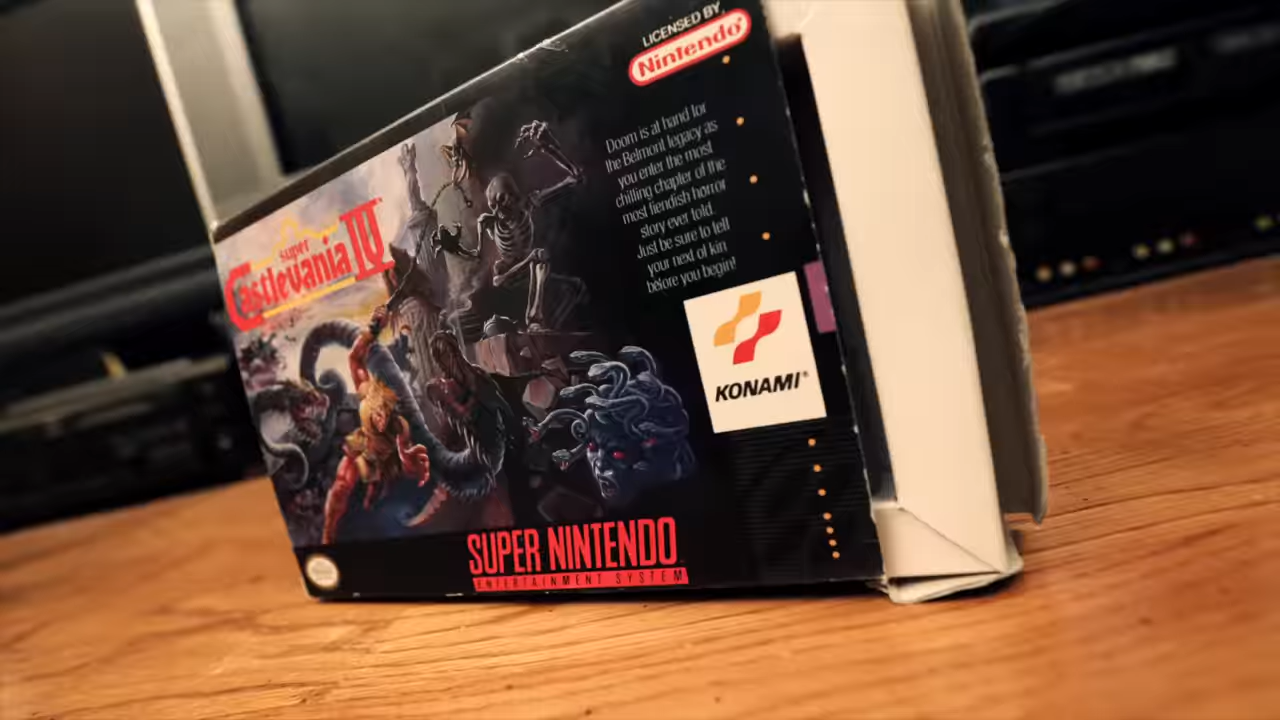 LICENSED BY
Nintendo®
Doom is at hand for
the Belmont legacy as
you enter the most
chilling chapter of the
most fiendish horror
story ever told.
Just be sure to tell
your next of kin
before you begin!
super
Castlevania IV™
KONAMI®
SUPER NINTENDO
ENTERTAINMENT SYSTEM